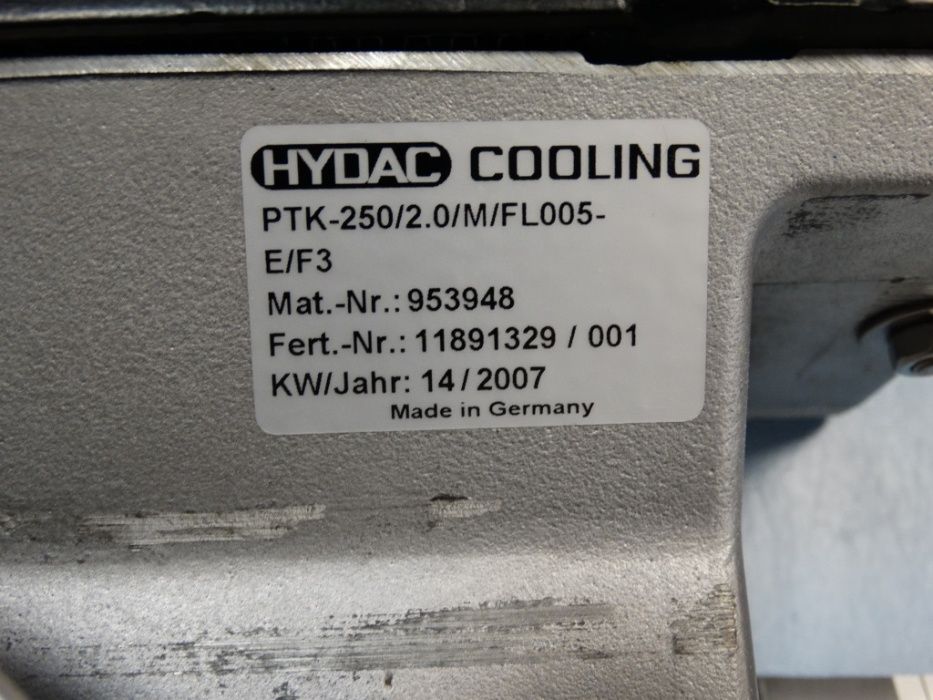 HYDAC COOLING
PTK-250/2.0/M/FL005-
E/F3
Mat.-Nr.: 953948
Fert.-Nr.: 11891329 / 001
KW/Jahr: 14 / 2007
Made in Germany